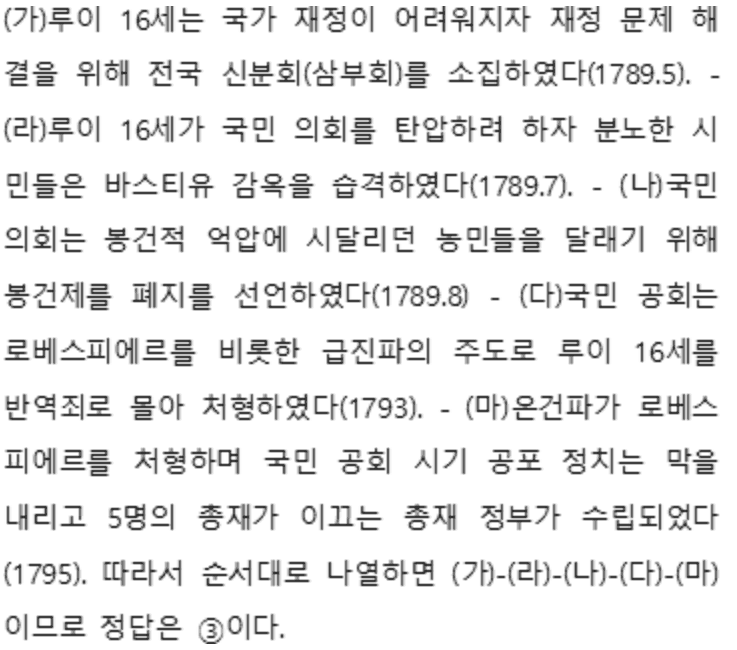 (가)루이 16세는 국가 재정이 어려워지자 재정 문제 해
결을 위해 전국 신분회(삼부회)를 소집하였다(1789.5). -
(라)루이 16세가 국민 의회를 탄압하려 하자 분노한 시
민들은 바스티유 감옥을 습격하였다(1789.7). - (나)국민
의회는 봉건적 억압에 시달리던 농민들을 달래기 위해
봉건제를 폐지를 선언하였다(1789.8) - (다)국민 공회는
로베스피에르를 비롯한 급진파의 주도로 루이 16세를
반역죄로 몰아 처형하였다(1793). - (마)온건파가 로베스
피에르를 처형하며 국민 공회 시기 공포 정치는 막을
내리고 5명의 총재가 이끄는 총재 정부가 수립되었다
(1795). 따라서 순서대로 나열하면 (가)-(라)-(나)-(다)-(마)
이므로 정답은 ③이다.